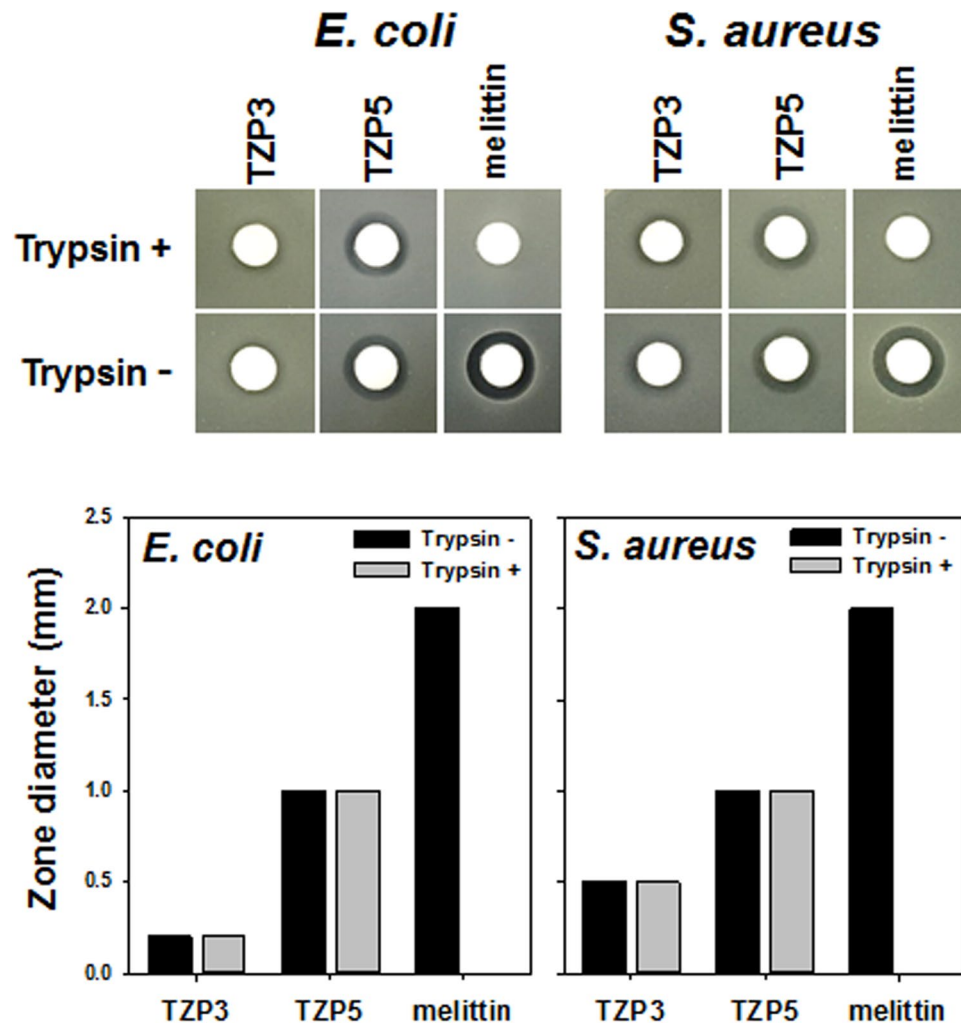 E. coli S. aureus
TZP3 TZP5 melittin TZP3 TZP5 melittin
Trypsin +
Trypsin -
Zone diameter (mm)
2.5
2.0
1.5
1.0
0.5
0.0
E. coli
Trypsin -
Trypsin +
S. aureus
Trypsin -
Trypsin +
TZP3 TZP5 melittin TZP3 TZP5 melittin